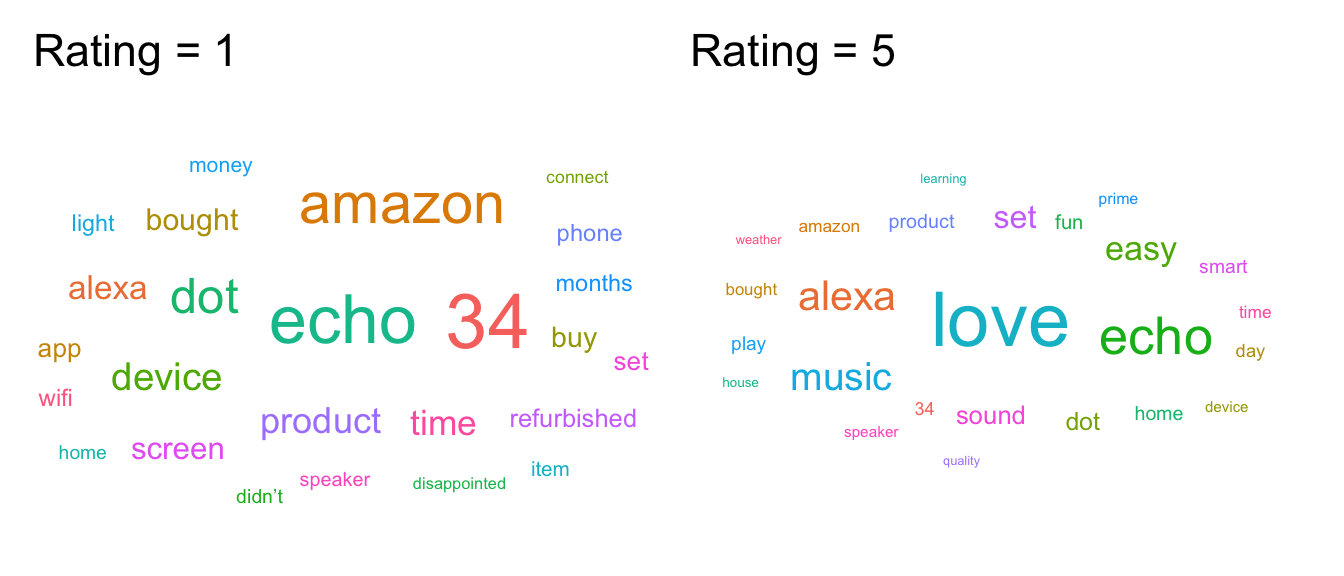 Rating = 1
money
connect
amazon
light
bought
phone
alexa
dot
months
echo
34
buy
app
set
device
wifi
product
time
refurbished
home
screen
speaker
item
disappointed
didn’t
Rating = 5
learning
prime
amazon
product
set
fun
weather
easy
smart
bought
alexa
love
time
play
echo
day
house
music
34
sound
dot
home
device
speaker
quality